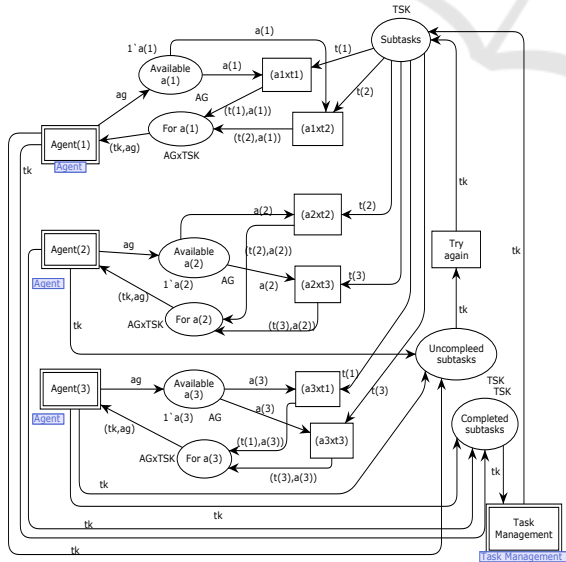 TSK
Subtasks
a(1)
1`a(1)
Available
a(1)
a(1)
(a1xt1)
t(1)
t(2)
ag
AG
(t(1),a(1))
For a(1)
(a1xt2)
(t(2),a(1))
Agent(1)
Agent
(tk,ag)
AGxTSK
tk
tk
tk
a(2)
(a2xt2)
t(2)
Agent(2)
Agent
ag
Available
a(2)
(t(2),a(2))
AG
1`a(2)
a(2)
(a2xt3)
t(3)
(tk,ag)
AGxTSK
For a(2)
(t(3),a(2))
tk
Try
again
tk
Uncompleed
subtasks
TSK
TSK
Agent(3)
Agent
ag
Available
a(3)
a(3)
(a3xt1)
t(1)
t(3)
1`a(3)
AG
a(3)
(a3xt3)
(tk,ag)
(t(1),a(3))
AGxTSK
For a(3)
(t(3),a(3))
Completed
subtasks
tk
tk
tk
tk
tk
Task
Management
Task Management